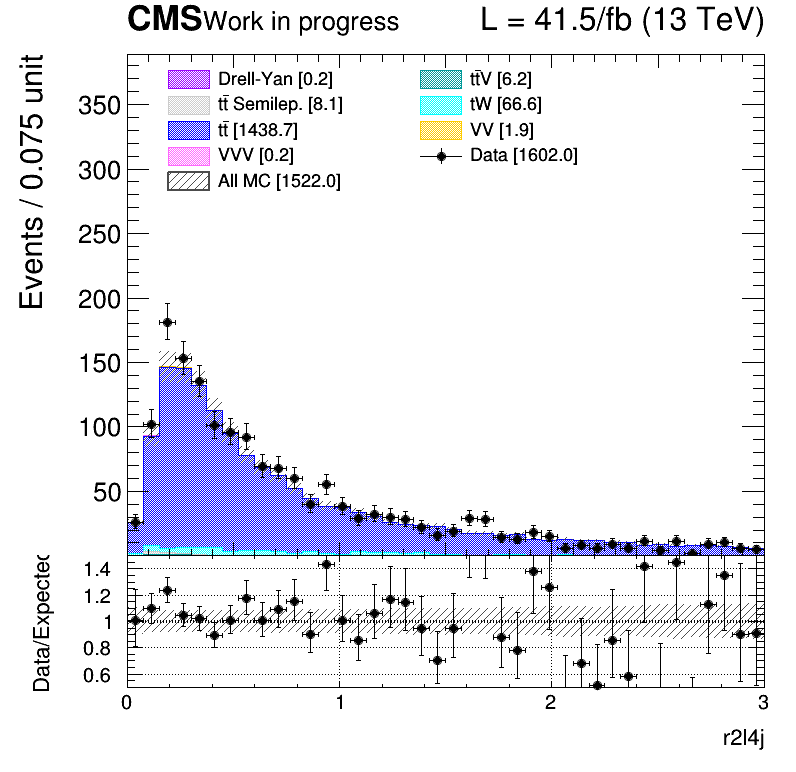 CMS Work in progress L = 41.5/fb (13 TeV)
Events / 0.075 unit
350
300
250
200
150
100
50
Drell-Yan [0.2]
tt̄ Semilep. [8.1]
tt̄ [1438.7]
VVV [0.2]
All MC [1522.0]
tt̄V [6.2]
tW [66.6]
VV [1.9]
Data [1602.0]
Data/Expected
1.4
1.2
1
0.8
0.6
0 1 2 3
r2l4j